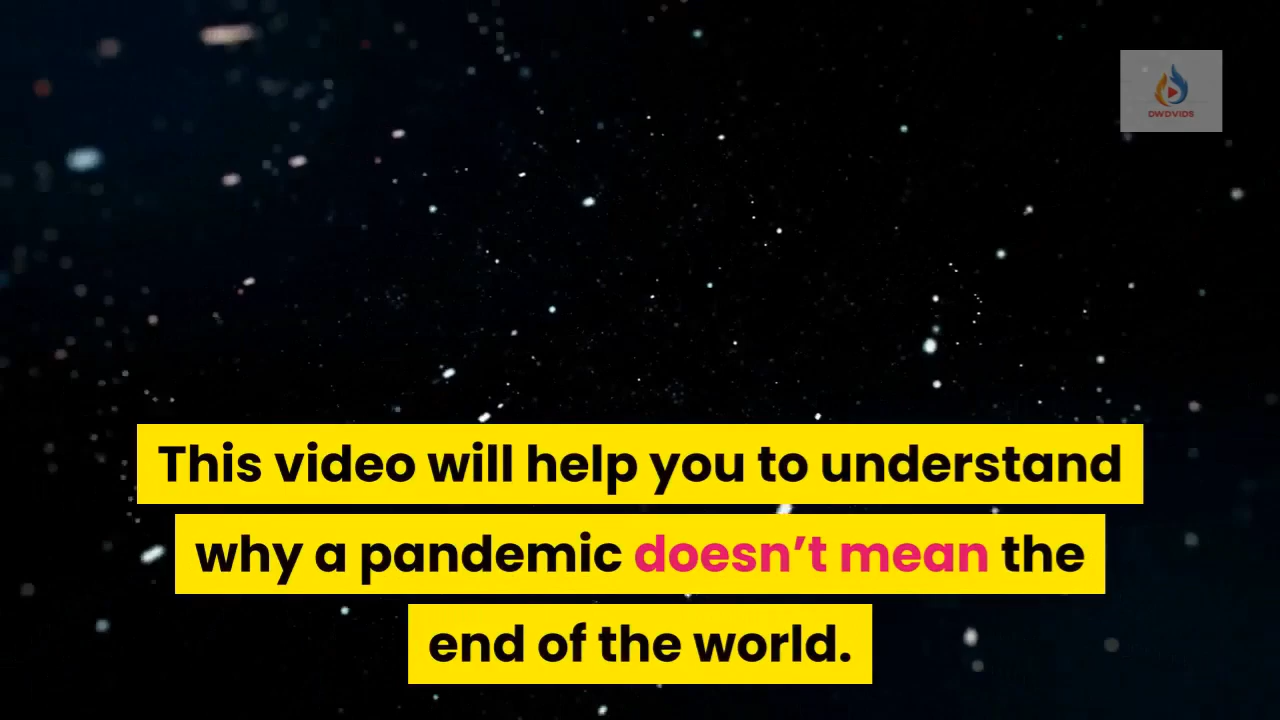 DWDVIDS
This video will help you to understand
why a pandemic doesn’t mean the
end of the world.